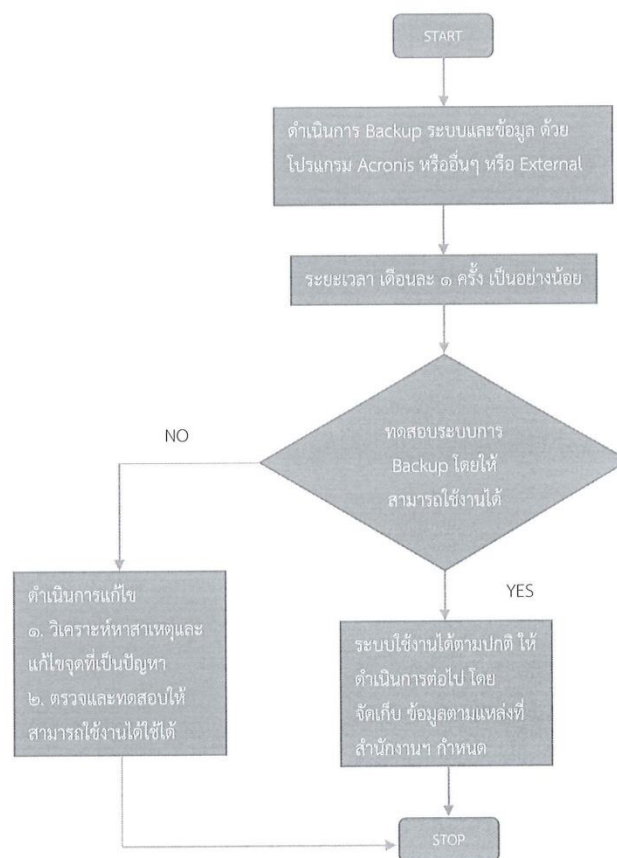 START
ดำเนินการ Backup ระบบและข้อมูล ด้วย
โปรแกรม Acronis หรืออื่นๆ หรือ External
ระยะเวลา เดือนละ ๑ ครั้ง เป็นอย่างน้อย
ทดสอบระบบการ
Backup โดยให้
สามารถใช้งานได้
NO
YES
ดำเนินการแก้ไข
๑. วิเคราะห์หาสาเหตุและ
แก้ไขจุดที่เป็นปัญหา
๒. ตรวจและทดสอบให้
สามารถใช้งานได้ใช้ได้
ระบบใช้งานได้ตามปกติ ให้
ดำเนินการต่อไป โดย
จัดเก็บ ข้อมูลตามแหล่งที่
สำนักงานฯ กำหนด
STOP